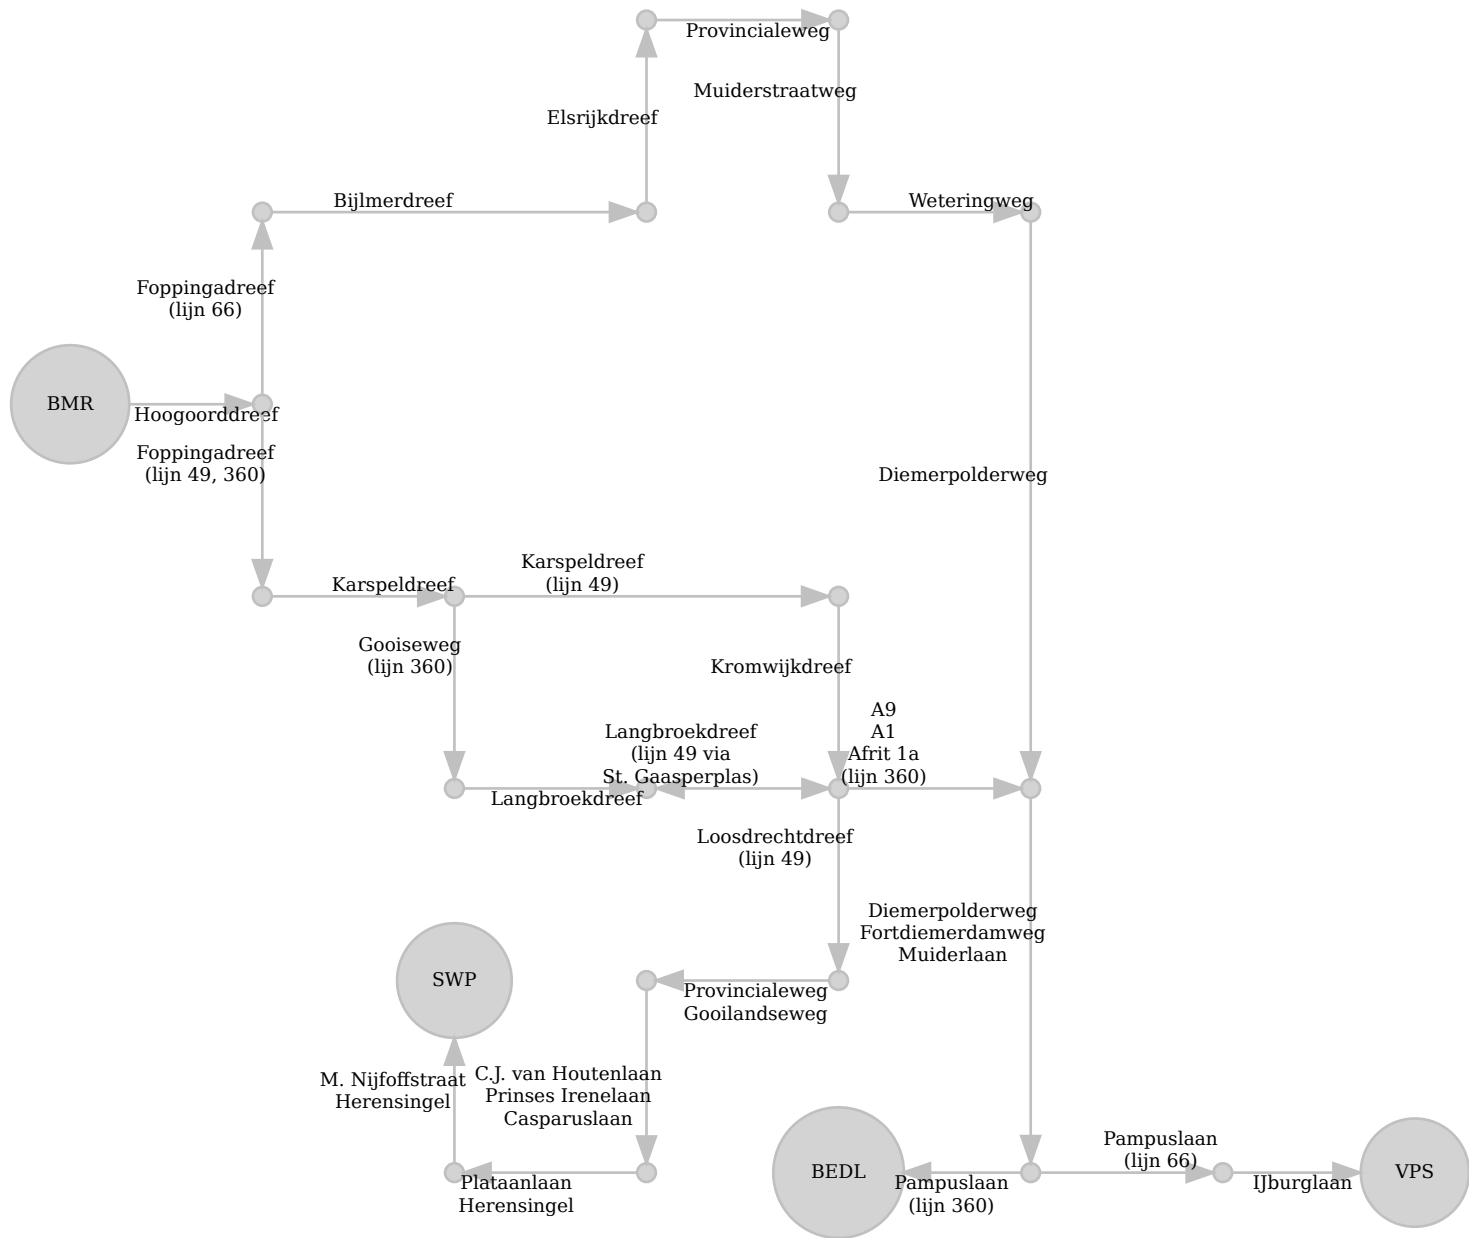 Provincialeweg
Muiderstraatweg
Elsrijkdreef
Bijlmerdreef
Weteringweg
Foppingadreef
(lijn 66)
BMR
Hoogoorddreef
Foppingadreef
(lijn 49, 360)
Diemerpolderweg
Karspeldreef
(lijn 49)
Karspeldreef
Gooiseweg
(lijn 360)
Kromwijkdreef
A9
A1
Afrit 1a
(lijn 360)
Langbroekdreef
(lijn 49 via
St. Gaasperplas)
Langbroekdreef
Loosdrechtdreef
(lijn 49)
Diemerpolderweg
Fortdiemerdamweg
Muiderlaan
SWP
Provincialeweg
Gooilandseweg
M. Nijfoffstraat
Herensingel
C.J. van Houtenlaan
Prinses Irenelaan
Casparuslaan
Plataanlaan
Herensingel
BEDL
Pampuslaan
(lijn 360)
Pampuslaan
(lijn 66)
IJburglaan
VPS